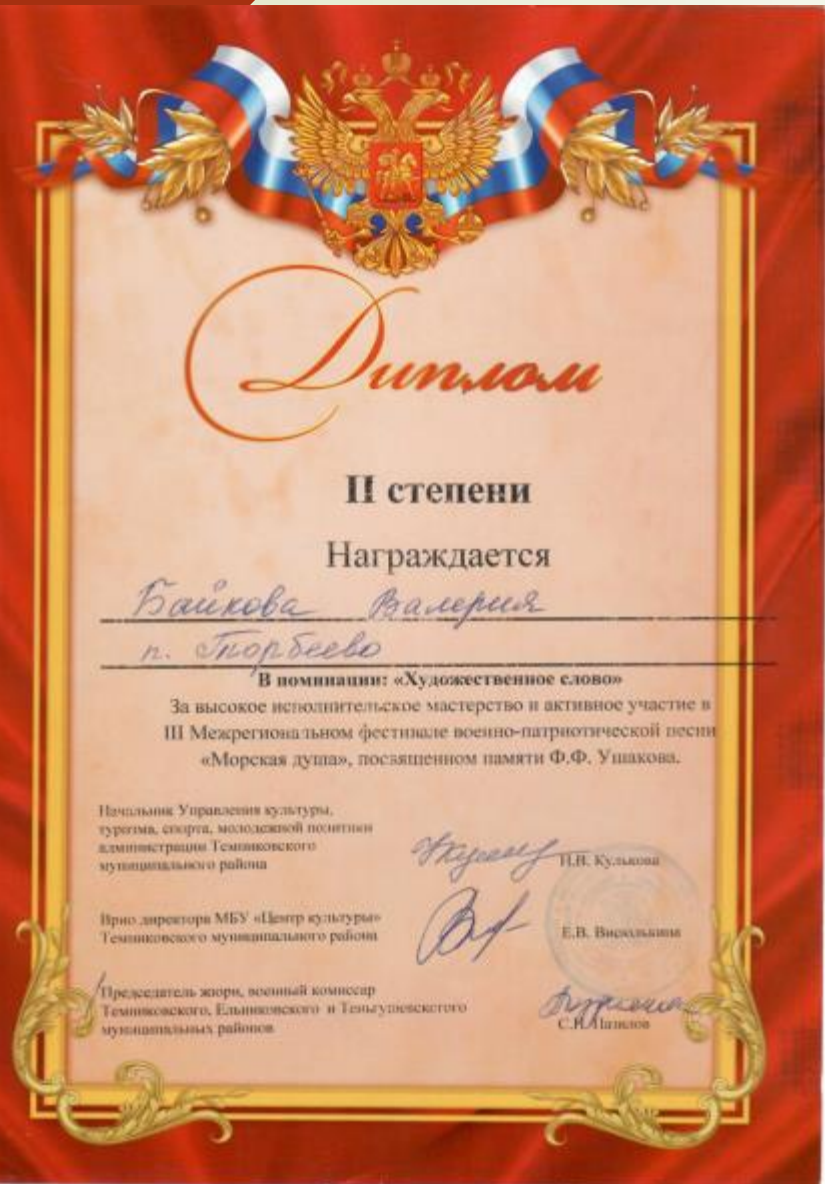 Диплом
II степени
Награждается
Байкова Валерия
п. Торбеево
В номинации: «Художественное слово»
За высокое исполнительское мастерство и активное участие в
III Межрегиональном фестивале военно-патриотической песни
«Морская душа», посвященном памяти Ф.Ф. Ушакова.
Начальник Управления культуры,
туризма, спорта, молодежной политики
администрации Темниковского
муниципального района
И.В. Кулькова
Врио директора МБУ «Центр культуры»
Темниковского муниципального района
Е.В.
Председатель жюри, военный комиссар
Темниковского, Ельниковского и Теньгушевскстого
муниципальных районов